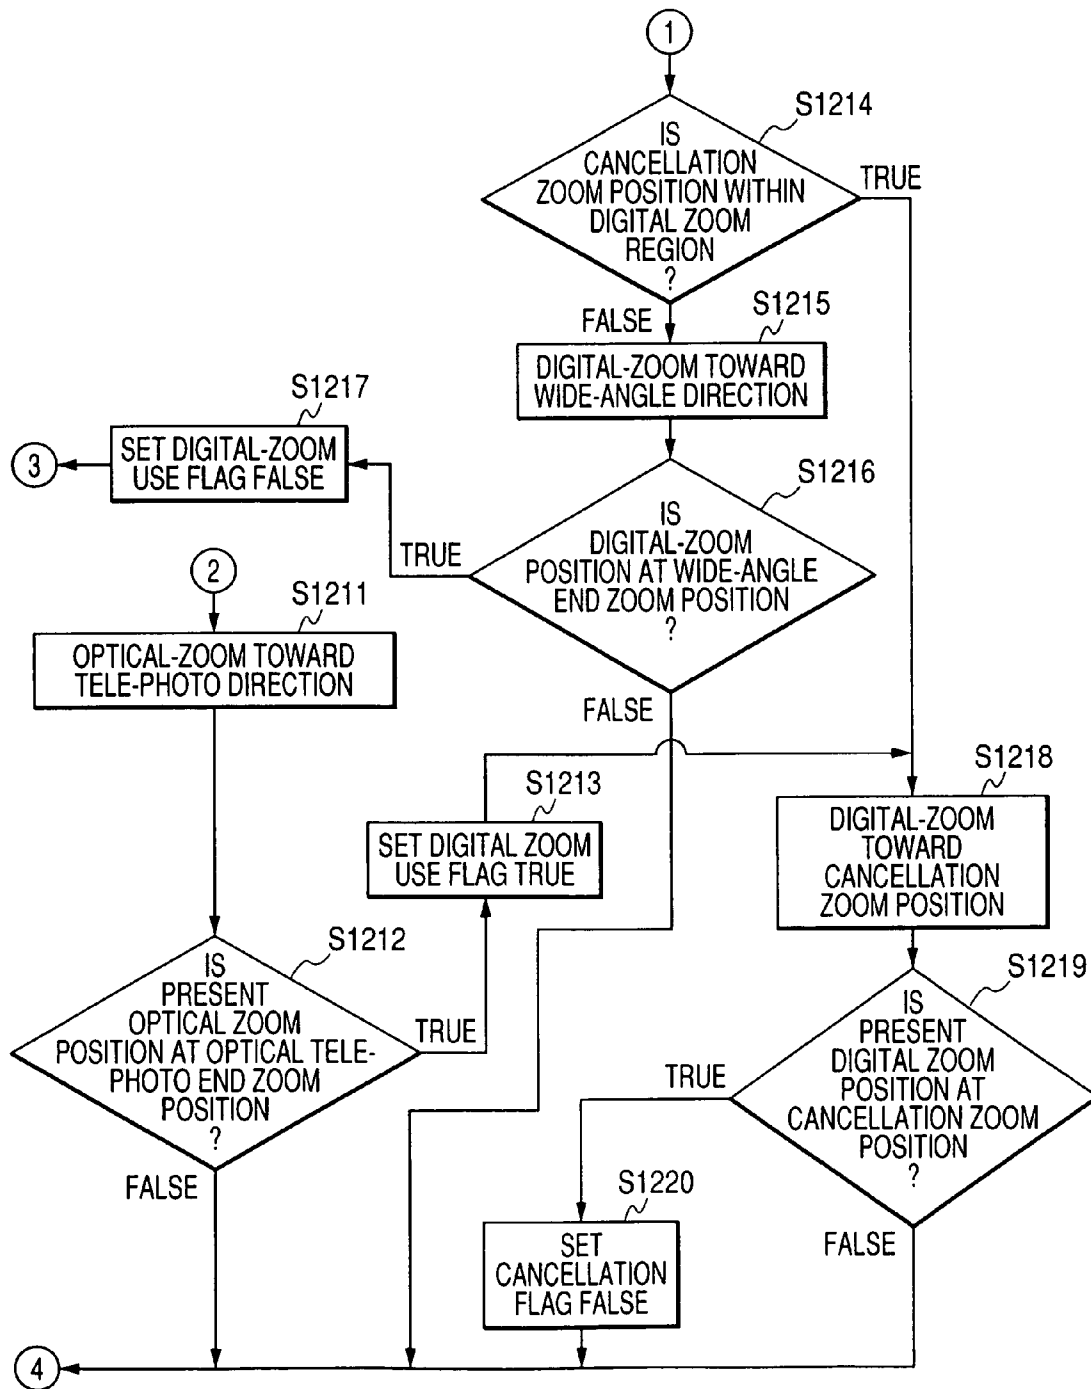 1
S1214
IS
CANCELLATION
ZOOM POSITION WITHIN
DIGITAL ZOOM
REGION
?
TRUE
FALSE
S1215
DIGITAL-ZOOM TOWARD
WIDE-ANGLE DIRECTION
S1217
SET DIGITAL-ZOOM
USE FLAG FALSE
3
S1216
IS
DIGITAL-ZOOM
POSITION AT WIDE-ANGLE
END ZOOM POSITION
?
TRUE
FALSE
2
S1211
OPTICAL-ZOOM TOWARD
TELE-PHOTO DIRECTION
S1213
SET DIGITAL ZOOM
USE FLAG TRUE
S1218
DIGITAL-ZOOM
TOWARD
CANCELLATION
ZOOM POSITION
S1212
IS
PRESENT
OPTICAL ZOOM
POSITION AT OPTICAL TELE-
PHOTO END ZOOM
POSITION
?
TRUE
FALSE
S1219
IS
PRESENT
DIGITAL ZOOM
POSITION AT
CANCELLATION ZOOM
POSITION
?
TRUE
FALSE
S1220
SET
CANCELLATION
FLAG FALSE
4